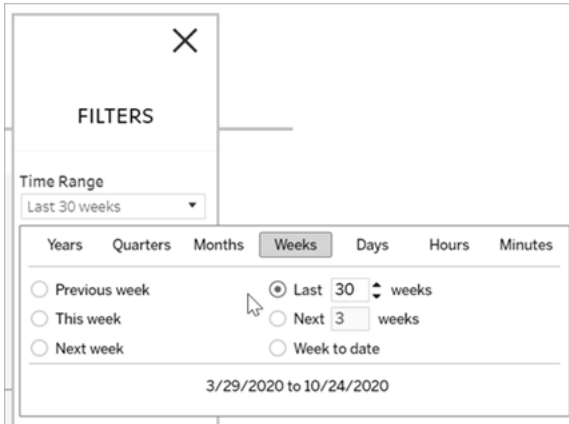 FILTERS
Time Range
Last 30 weeks
Years Quarters Months Weeks Days Hours Minutes
Previous week Last 30 weeks
This week Next 3 weeks
Next week Week to date
3/29/2020 to 10/24/2020